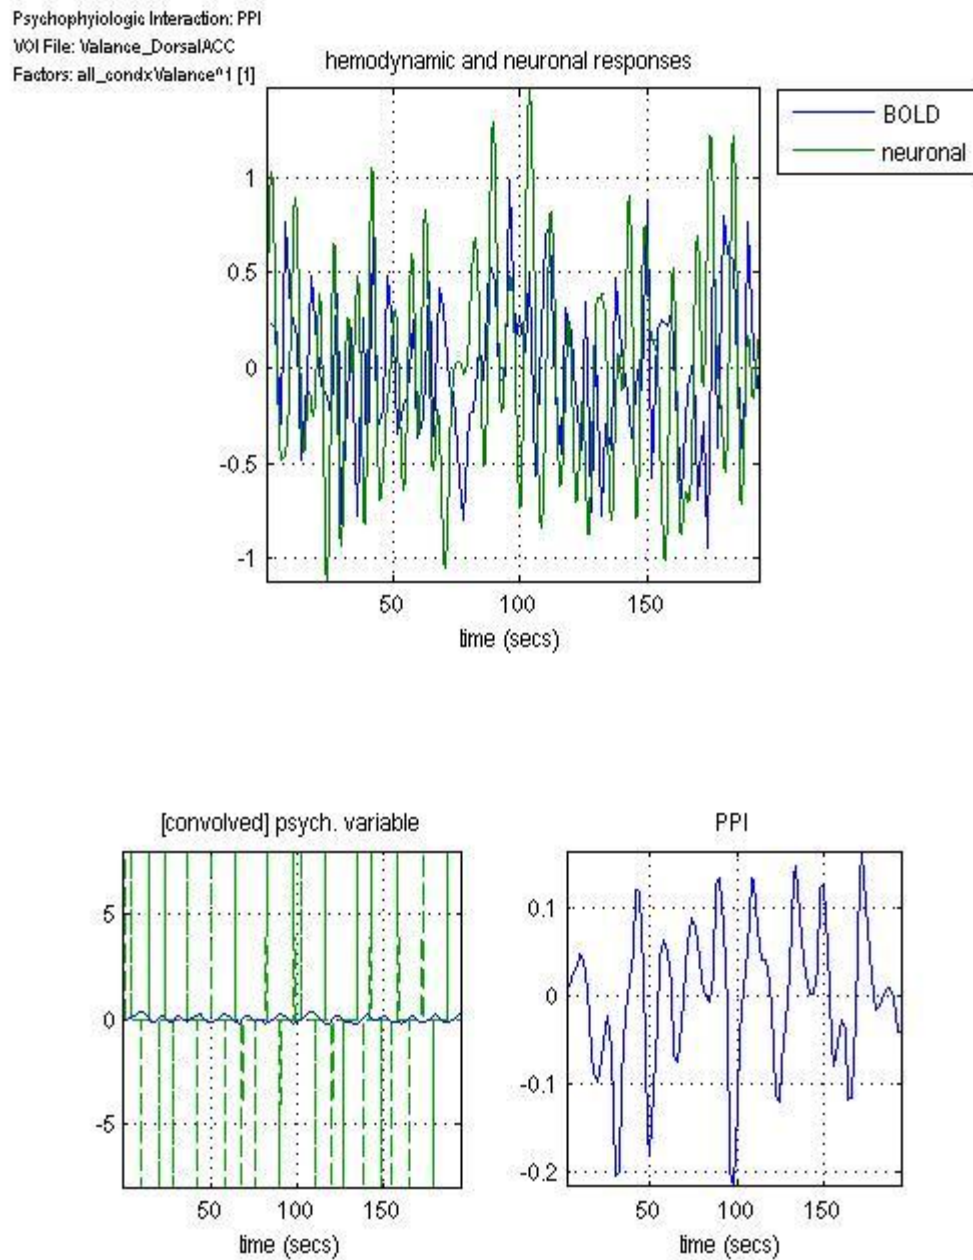 Psychophyiologic Interaction: PPI
VOI File: Valance_DorsalACC
Factors: all_condxValance^1 [1]
hemodynamic and neuronal responses
BOLD
neuronal
1
0.5
0
-0.5
-1
50 100 150
time (secs)
[convolved] psych. variable
5
0
-5
50 100 150
time (secs)
PPI
0.1
0
-0.1
-0.2
50 100 150
time (secs)